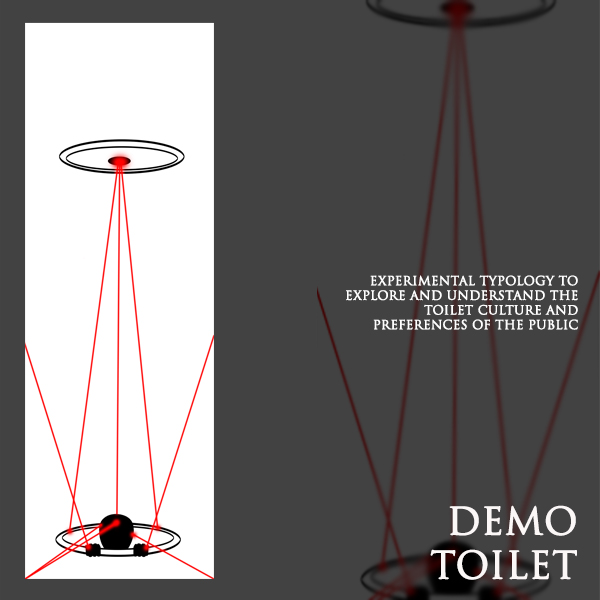 EXPERIMENTAL TYPOLOGY TO
EXPLORE AND UNDERSTAND THE
TOILET CULTURE AND
PREFERENCES OF THE PUBLIC
DEMO
TOILET